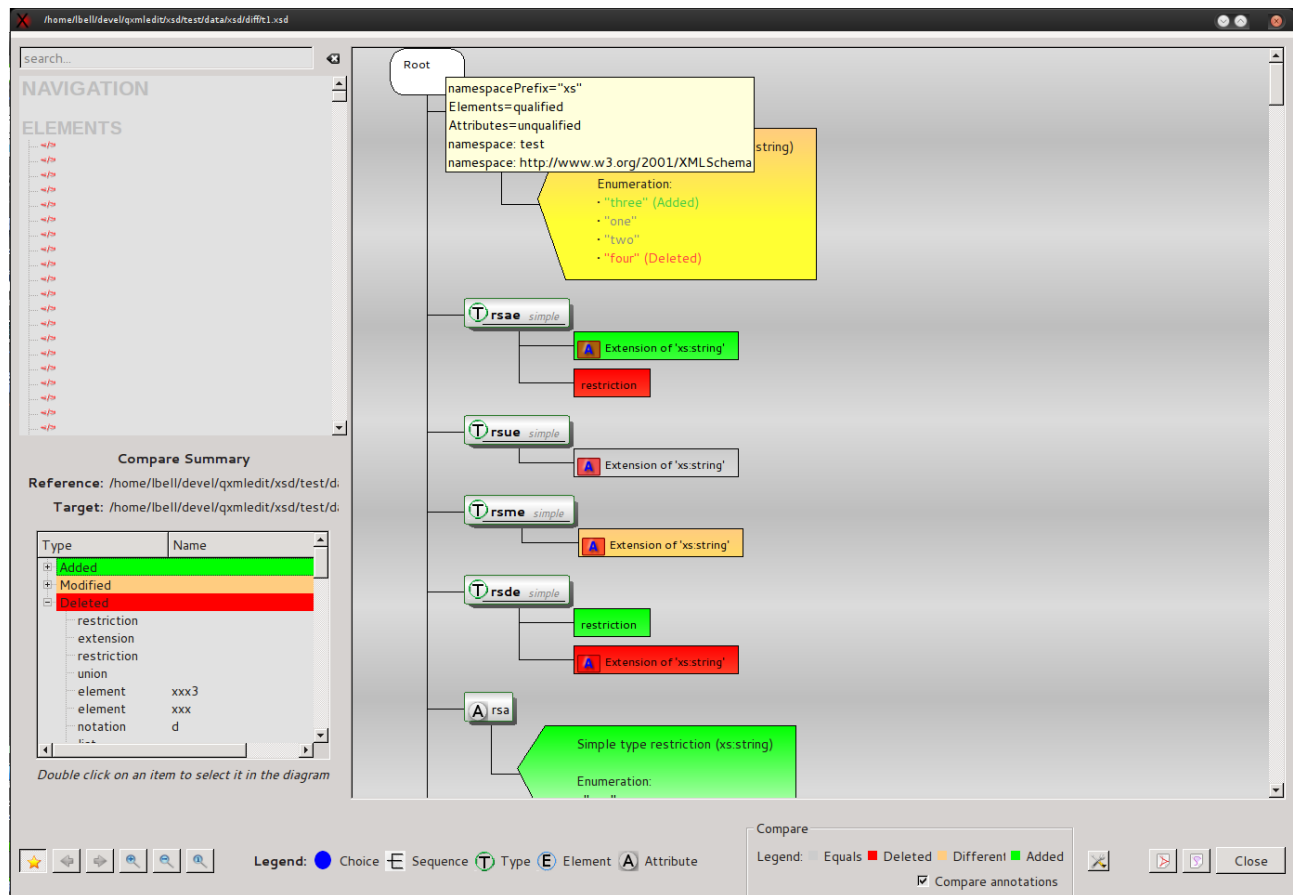 /home/lbell/devel/qxmledit/xsd/test/data/xsd/diff/t1.xsd
search...
NAVIGATION
ELEMENTS
Compare Summary
Reference: /home/lbell/devel/qxmledit/xsd/test/d
Target: /home/lbell/devel/qxmledit/xsd/test/d
Type Name
Added
Modified
Deleted
restriction
extension
restriction
union
element xxx3
element xxx
notation d
Double click on an item to select it in the diagram
Root
namespacePrefix="xs"
Elements=qualified
Attributes=unqualified
namespace: test
namespace: http://www.w3.org/2001/XMLSchema
string)
Enumeration:
· "three" (Added)
· "one"
· "two"
· "four" (Deleted)
T rsae simple
A Extension of 'xs:string'
restriction
T rsue simple
A Extension of 'xs:string'
T rsme simple
A Extension of 'xs:string'
T rsde simple
restriction
A Extension of 'xs:string'
A rsa
Simple type restriction (xs:string)
Enumeration:
Legend: Choice Sequence T Type E Element A Attribute
Compare
Legend: Equals Deleted Different Added
Compare annotations
Close